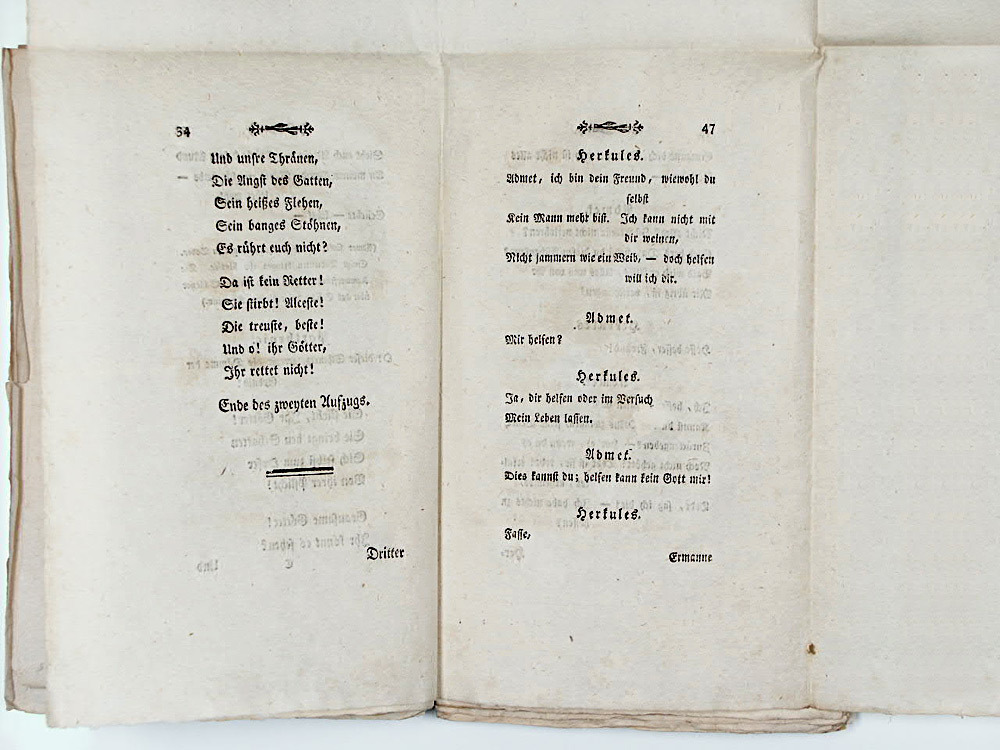 34
Und unsre Thränen,
Die Angst des Gatten,
Sein heißes Flehen,
Sein banges Stöhnen,
Es rührt euch nicht?
Da ist kein Retter!
Sie stirbt! Alceste!
Die treuste, beste!
Und o! ihr Götter,
Ihr rettet nicht!
Ende des zweyten Aufzugs.
Dritter
47
Herkules.
Admet, ich bin dein Freund, wiewohl du
selbst
Kein Mann mehr bist. Ich kann nicht mit
dir weinen,
Nicht jammern wie ein Weib, — doch helfen
will ich dir.
Admet.
Mir helfen?
Herkules.
Ja, dir helfen oder im Versuch
Mein Leben lassen.
Admet.
Dies kannst du; helfen kann kein Gott mir!
Herkules.
Fasse,
Ermanne